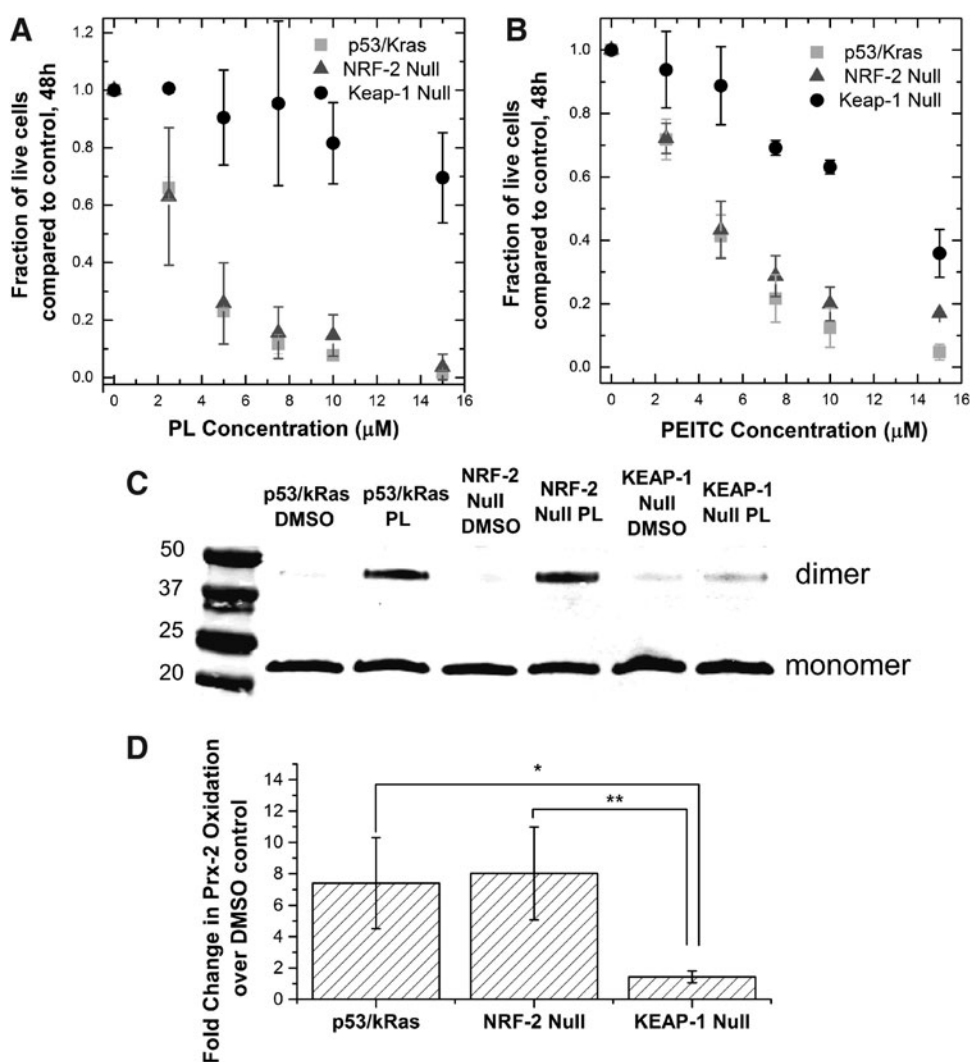 A
Fraction of live cells
compared to control, 48h
1.2
1.0
0.8
0.6
0.4
0.2
0.0
p53/Kras
NRF-2 Null
Keap-1 Null
0 2 4 6 8 10 12 14 16
PL Concentration (μM)
B
Fraction of live cells
compared to control, 48h
1.0
0.8
0.6
0.4
0.2
0.0
p53/Kras
NRF-2 Null
Keap-1 Null
0 2 4 6 8 10 12 14 16
PEITC Concentration (μM)
C
p53/kRas
DMSO
p53/kRas
PL
NRF-2
Null
DMSO
NRF-2
Null PL
KEAP-1
Null
DMSO
KEAP-1
Null PL
50
37
25
20
dimer
monomer
D
Fold Change in Prx-2 Oxidation
over DMSO control
14
12
10
8
6
4
2
0
*
**
p53/kRas
NRF-2 Null
KEAP-1 Null